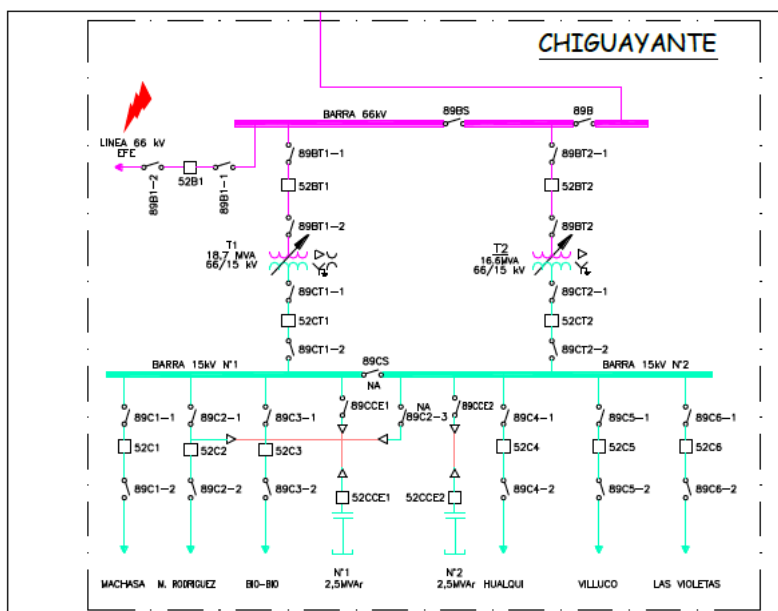 CHIGUAYANTE
BARRA 66kV
89BS
89B
LINEA 66 kV
EFE
89B1-2
52B1
89B1-1
89BT1-1
52BT1
89BT1-2
89BT2-1
52BT2
89BT2
T1
18.7 MVA
66/15 kV
T2
16.6MVA
66/15 kV
89CT1-1
52CT1
89CT1-2
89CT2-1
52CT2
89CT2-2
BARRA 15kV N°1
89CS
NA
BARRA 15kV N°2
89C1-1
89C2-1
89C3-1
89CCE1
NA
89C2-3
89CCE2
89C4-1
89C5-1
89C6-1
52C1
52C2
52C3
52C4
52C5
52C6
89C1-2
89C2-2
89C3-2
52CCE1
52CCE2
89C4-2
89C5-2
89C6-2
MACHASA
M. RODRIGUEZ
BIO-BIO
N°1
2,5MVAr
N°2
2,5MVAr
HUALQUI
VILLUCO
LAS VIOLETAS